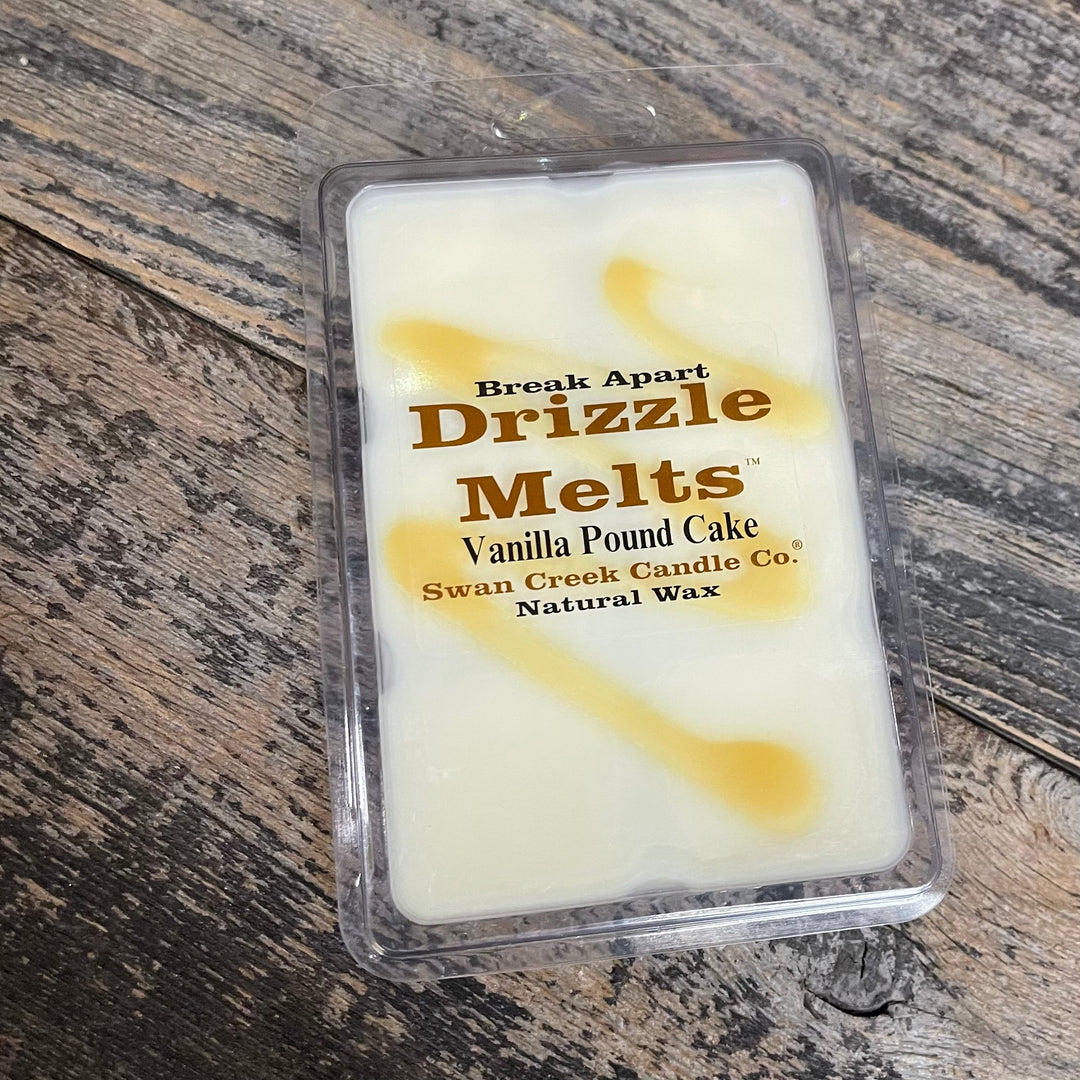 Break Apart
Drizzle
Melts™
Vanilla Pound Cake
Swan Creek Candle Co.®
Natural Wax